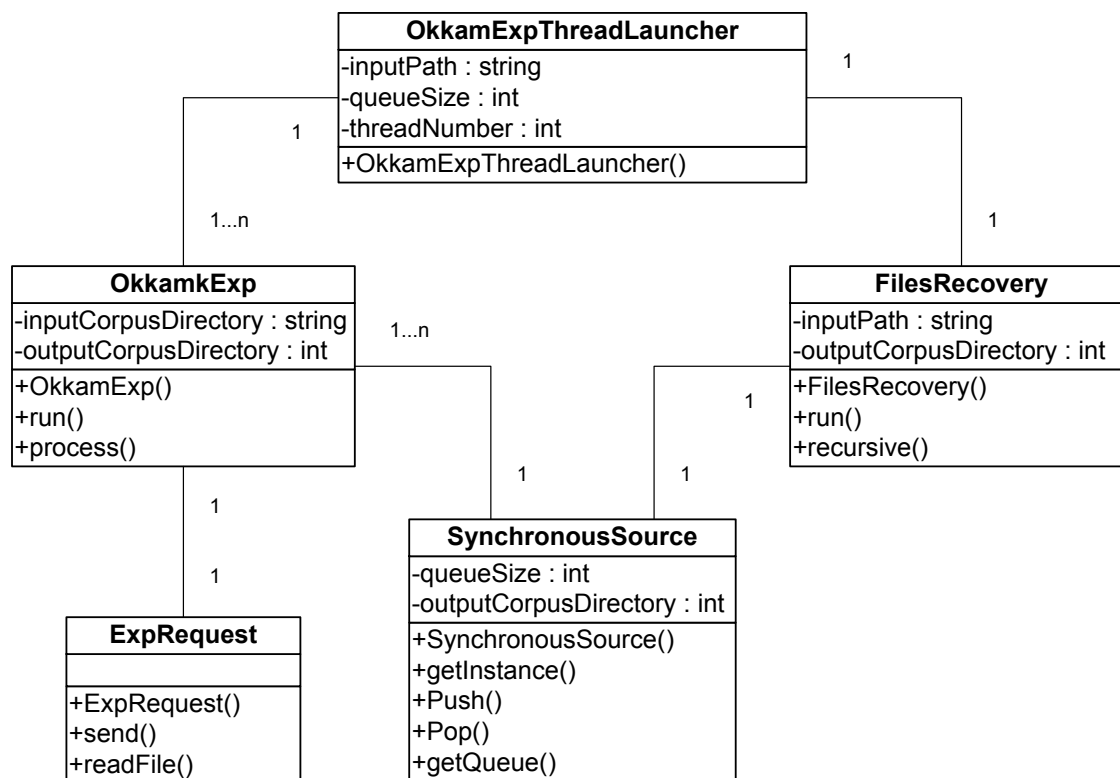 OkkamExpThreadLauncher
-inputPath : string
-queueSize : int
-threadNumber : int
+OkkamExpThreadLauncher()
1
1
1...n
1
OkkamkExp
-inputCorpusDirectory : string
-outputCorpusDirectory : int
+OkkamExp()
+run()
+process()
FilesRecovery
-inputPath : string
-outputCorpusDirectory : int
+FilesRecovery()
+run()
+recursive()
1...n
1
1
1
1
1
ExpRequest
+ExpRequest()
+send()
+readFile()
SynchronousSource
-queueSize : int
-outputCorpusDirectory : int
+SynchronousSource()
+getInstance()
+Push()
+Pop()
+getQueue()